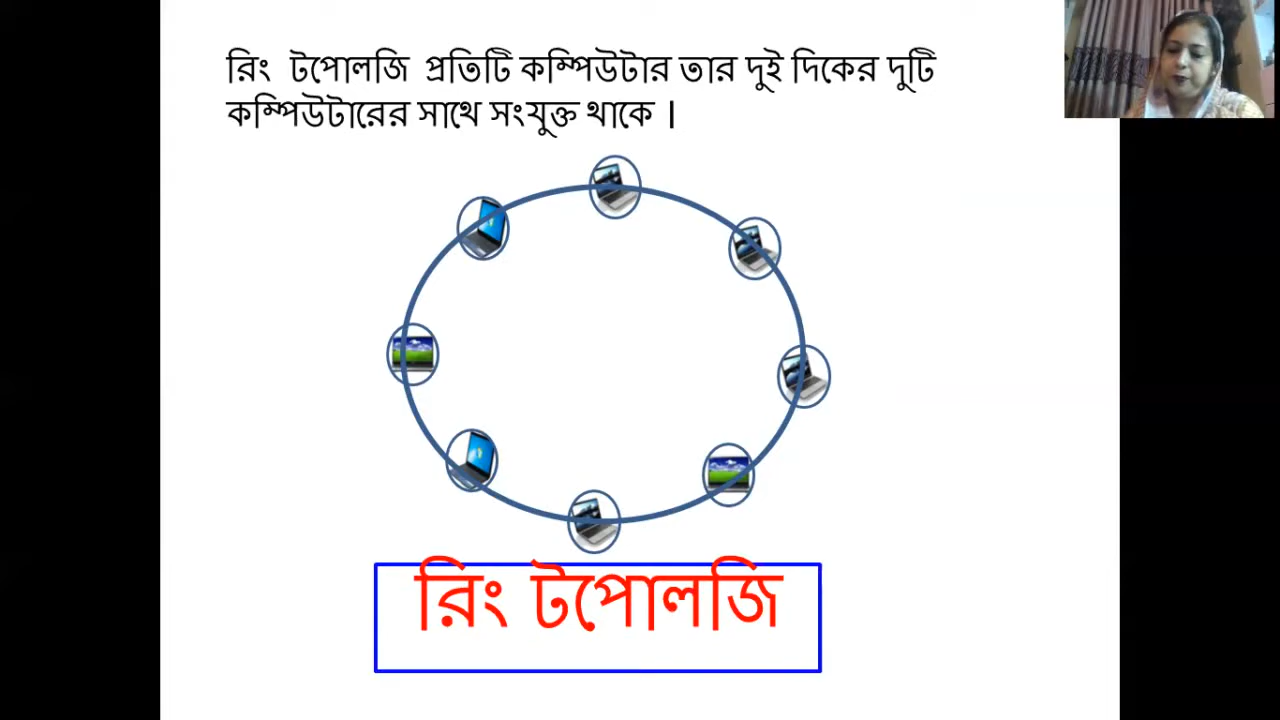 রিং টপোলজি প্রতিটি কম্পিউটার তার দুই দিকের দুটি
কম্পিউটারের সাথে সংযুক্ত থাকে ।
রিং টপোলজি